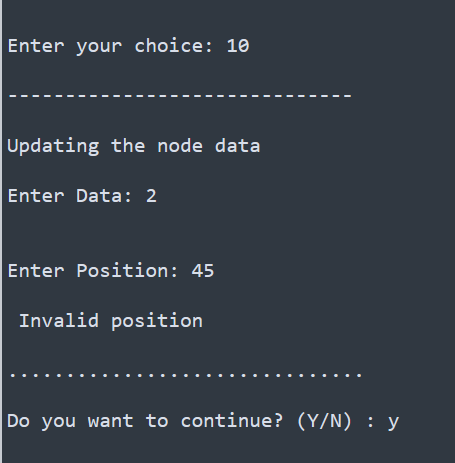 Enter your choice: 10
------------------------------
Updating the node data
Enter Data: 2
Enter Position: 45
Invalid position
...............................
Do you want to continue? (Y/N) : y